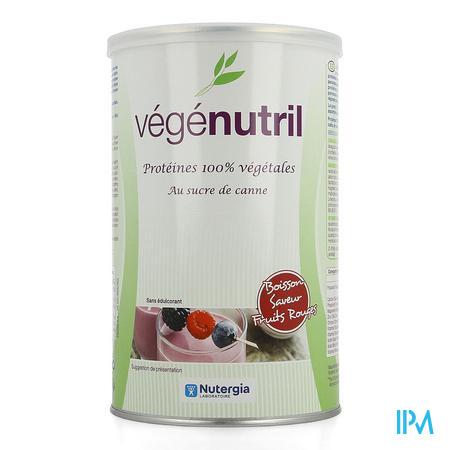 végénutril
Protéines 100% végétales
Au sucre de canne
Boisson
Saveur
Fruits Rouges
Sans édulcorant
Suggestion de présentation
Nutergia
LABORATOIRE
IPM